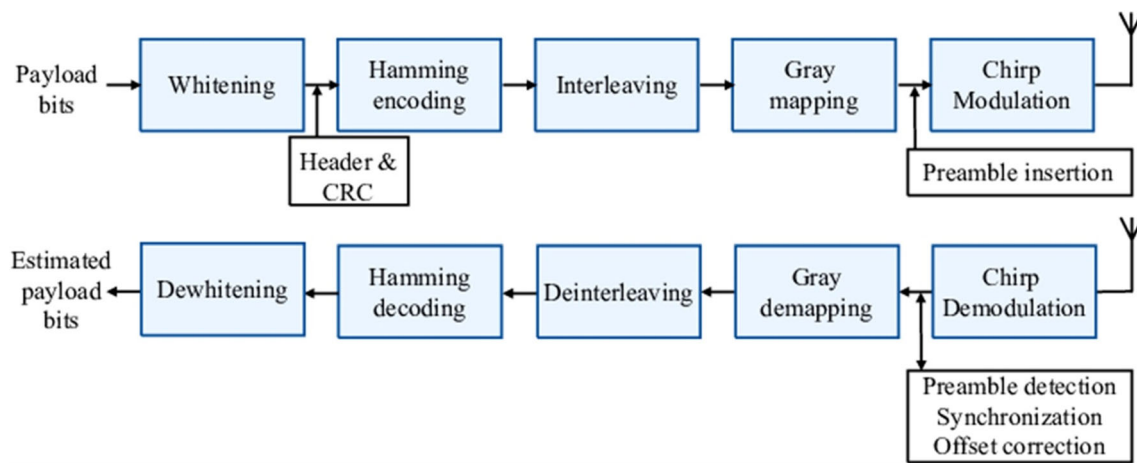 Payload
bits
Whitening
Hamming
encoding
Interleaving
Gray
mapping
Chirp
Modulation
Header &
CRC
Preamble insertion
Estimated
payload
bits
Dewhitening
Hamming
decoding
Deinterleaving
Gray
demapping
Chirp
Demodulation
Preamble detection
Synchronization
Offset correction